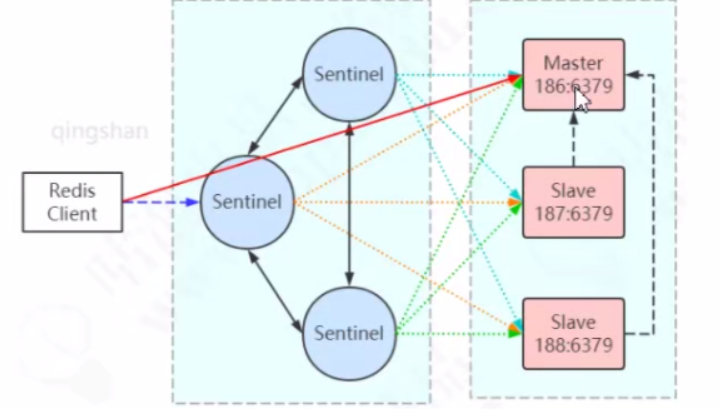 Sentinel
Master
186:6379
qingshan
Redis
Client
Sentinel
Slave
187:6379
Sentinel
Slave
188:6379